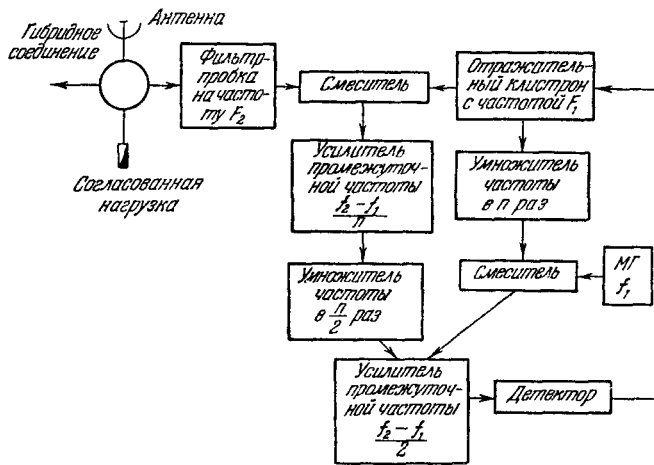 Гибридное
соединение
Антенна
Согласованная
нагрузка
Фильтр-
пробка
на часто-
ту F₂
Смеситель
Отражатель-
ный клистрон
с частотой F₁
Усилитель
промежуточ-
ной частоты
f₂ - f₁
n
Умножитель
частоты
в n раз
Умножитель
частоты
в n/2 раз
Смеситель
МГ
f₁
Усилитель
промежуточ-
ной частоты
f₂ - f₁
2
Детектор